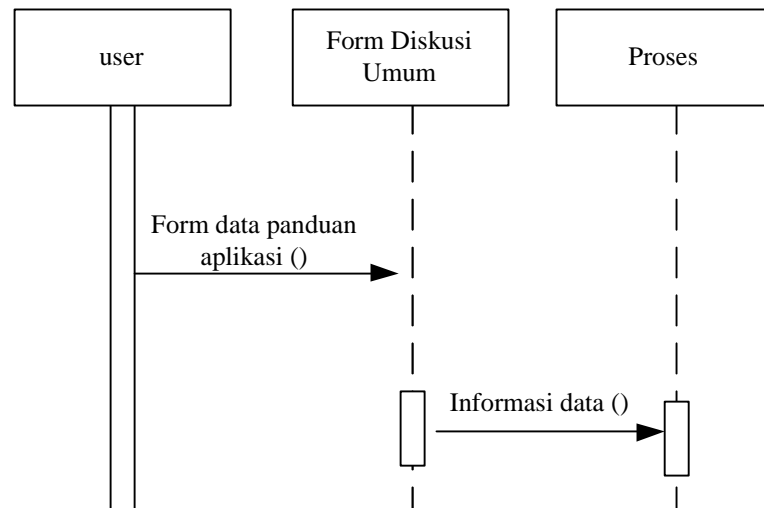 user
Form Diskusi
Umum
Proses
Form data panduan
aplikasi ()
Informasi data ()